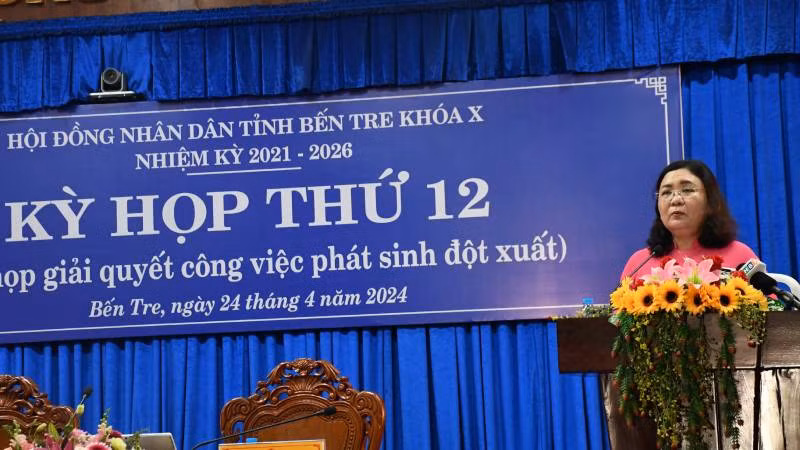 HỘI ĐỒNG NHÂN DÂN TỈNH BẾN TRE KHÓA X
NHIỆM KỲ 2021 - 2026
KỲ HỌP THỨ 12
họp giải quyết công việc phát sinh đột xuất)
Bến Tre, ngày 24 tháng 4 năm 2024